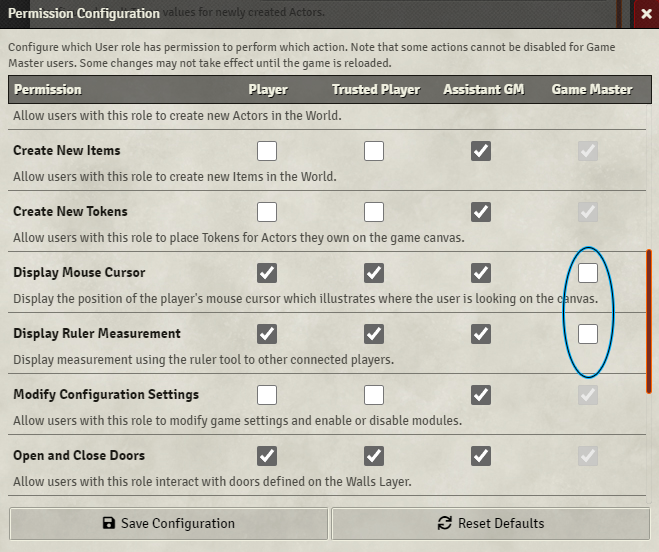 Permission Configuration values for newly created Actors.
Configure which User role has permission to perform which action. Note that some actions cannot be disabled for Game
Master users. Some changes may not take effect until the game is reloaded.
Permission Player Trusted Player Assistant GM Game Master
Allow users with this role to create new Actors in the World.
Create New Items
Allow users with this role to create new Items in the World.
Create New Tokens
Allow users with this role to place Tokens for Actors they own on the game canvas.
Display Mouse Cursor
Display the position of the player's mouse cursor which illustrates where the user is looking on the canvas.
Display Ruler Measurement
Display measurement using the ruler tool to other connected players.
Modify Configuration Settings
Allow users with this role to modify game settings and enable or disable modules.
Open and Close Doors
Allow users with this role interact with doors defined on the Walls Layer.
Save Configuration Reset Defaults